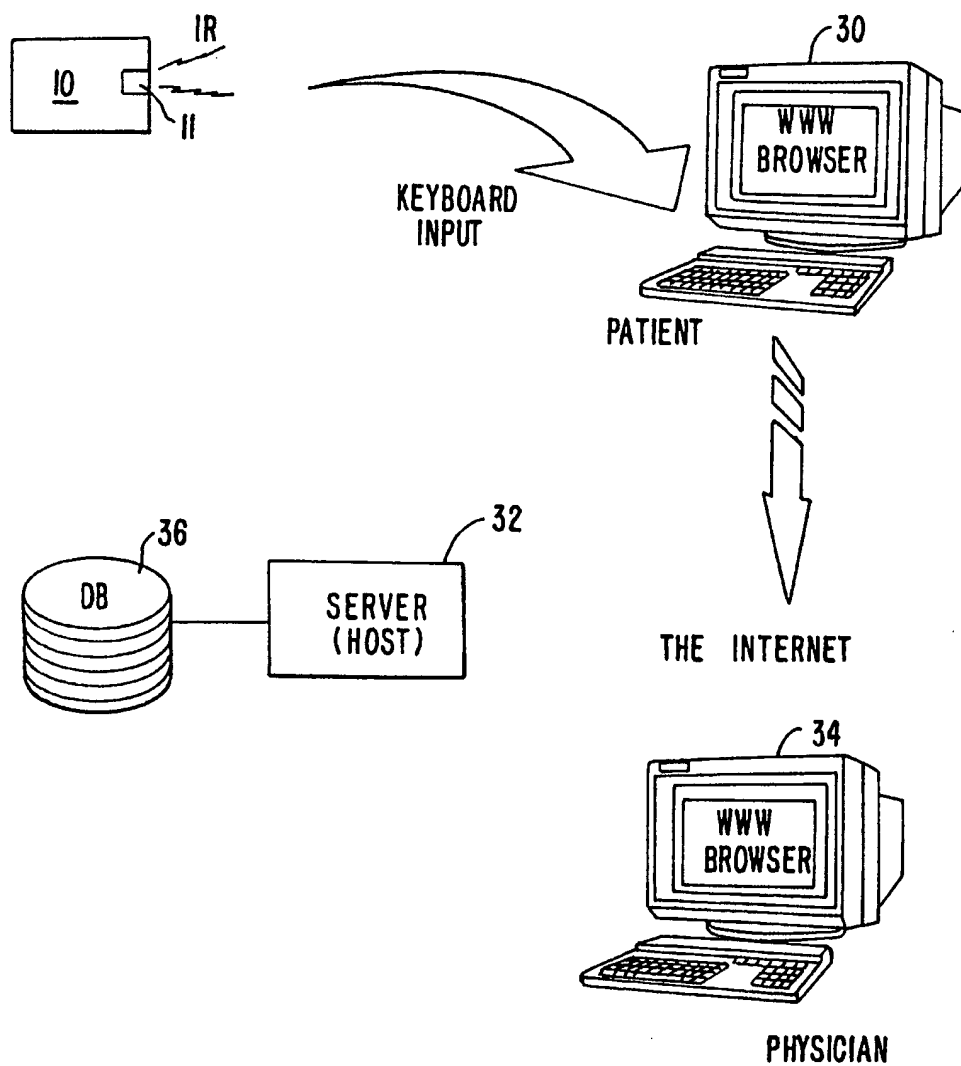 IR
10
11
30
WWW
BROWSER
KEYBOARD
INPUT
PATIENT
36
DB
32
SERVER
(HOST)
THE INTERNET
34
WWW
BROWSER
PHYSICIAN